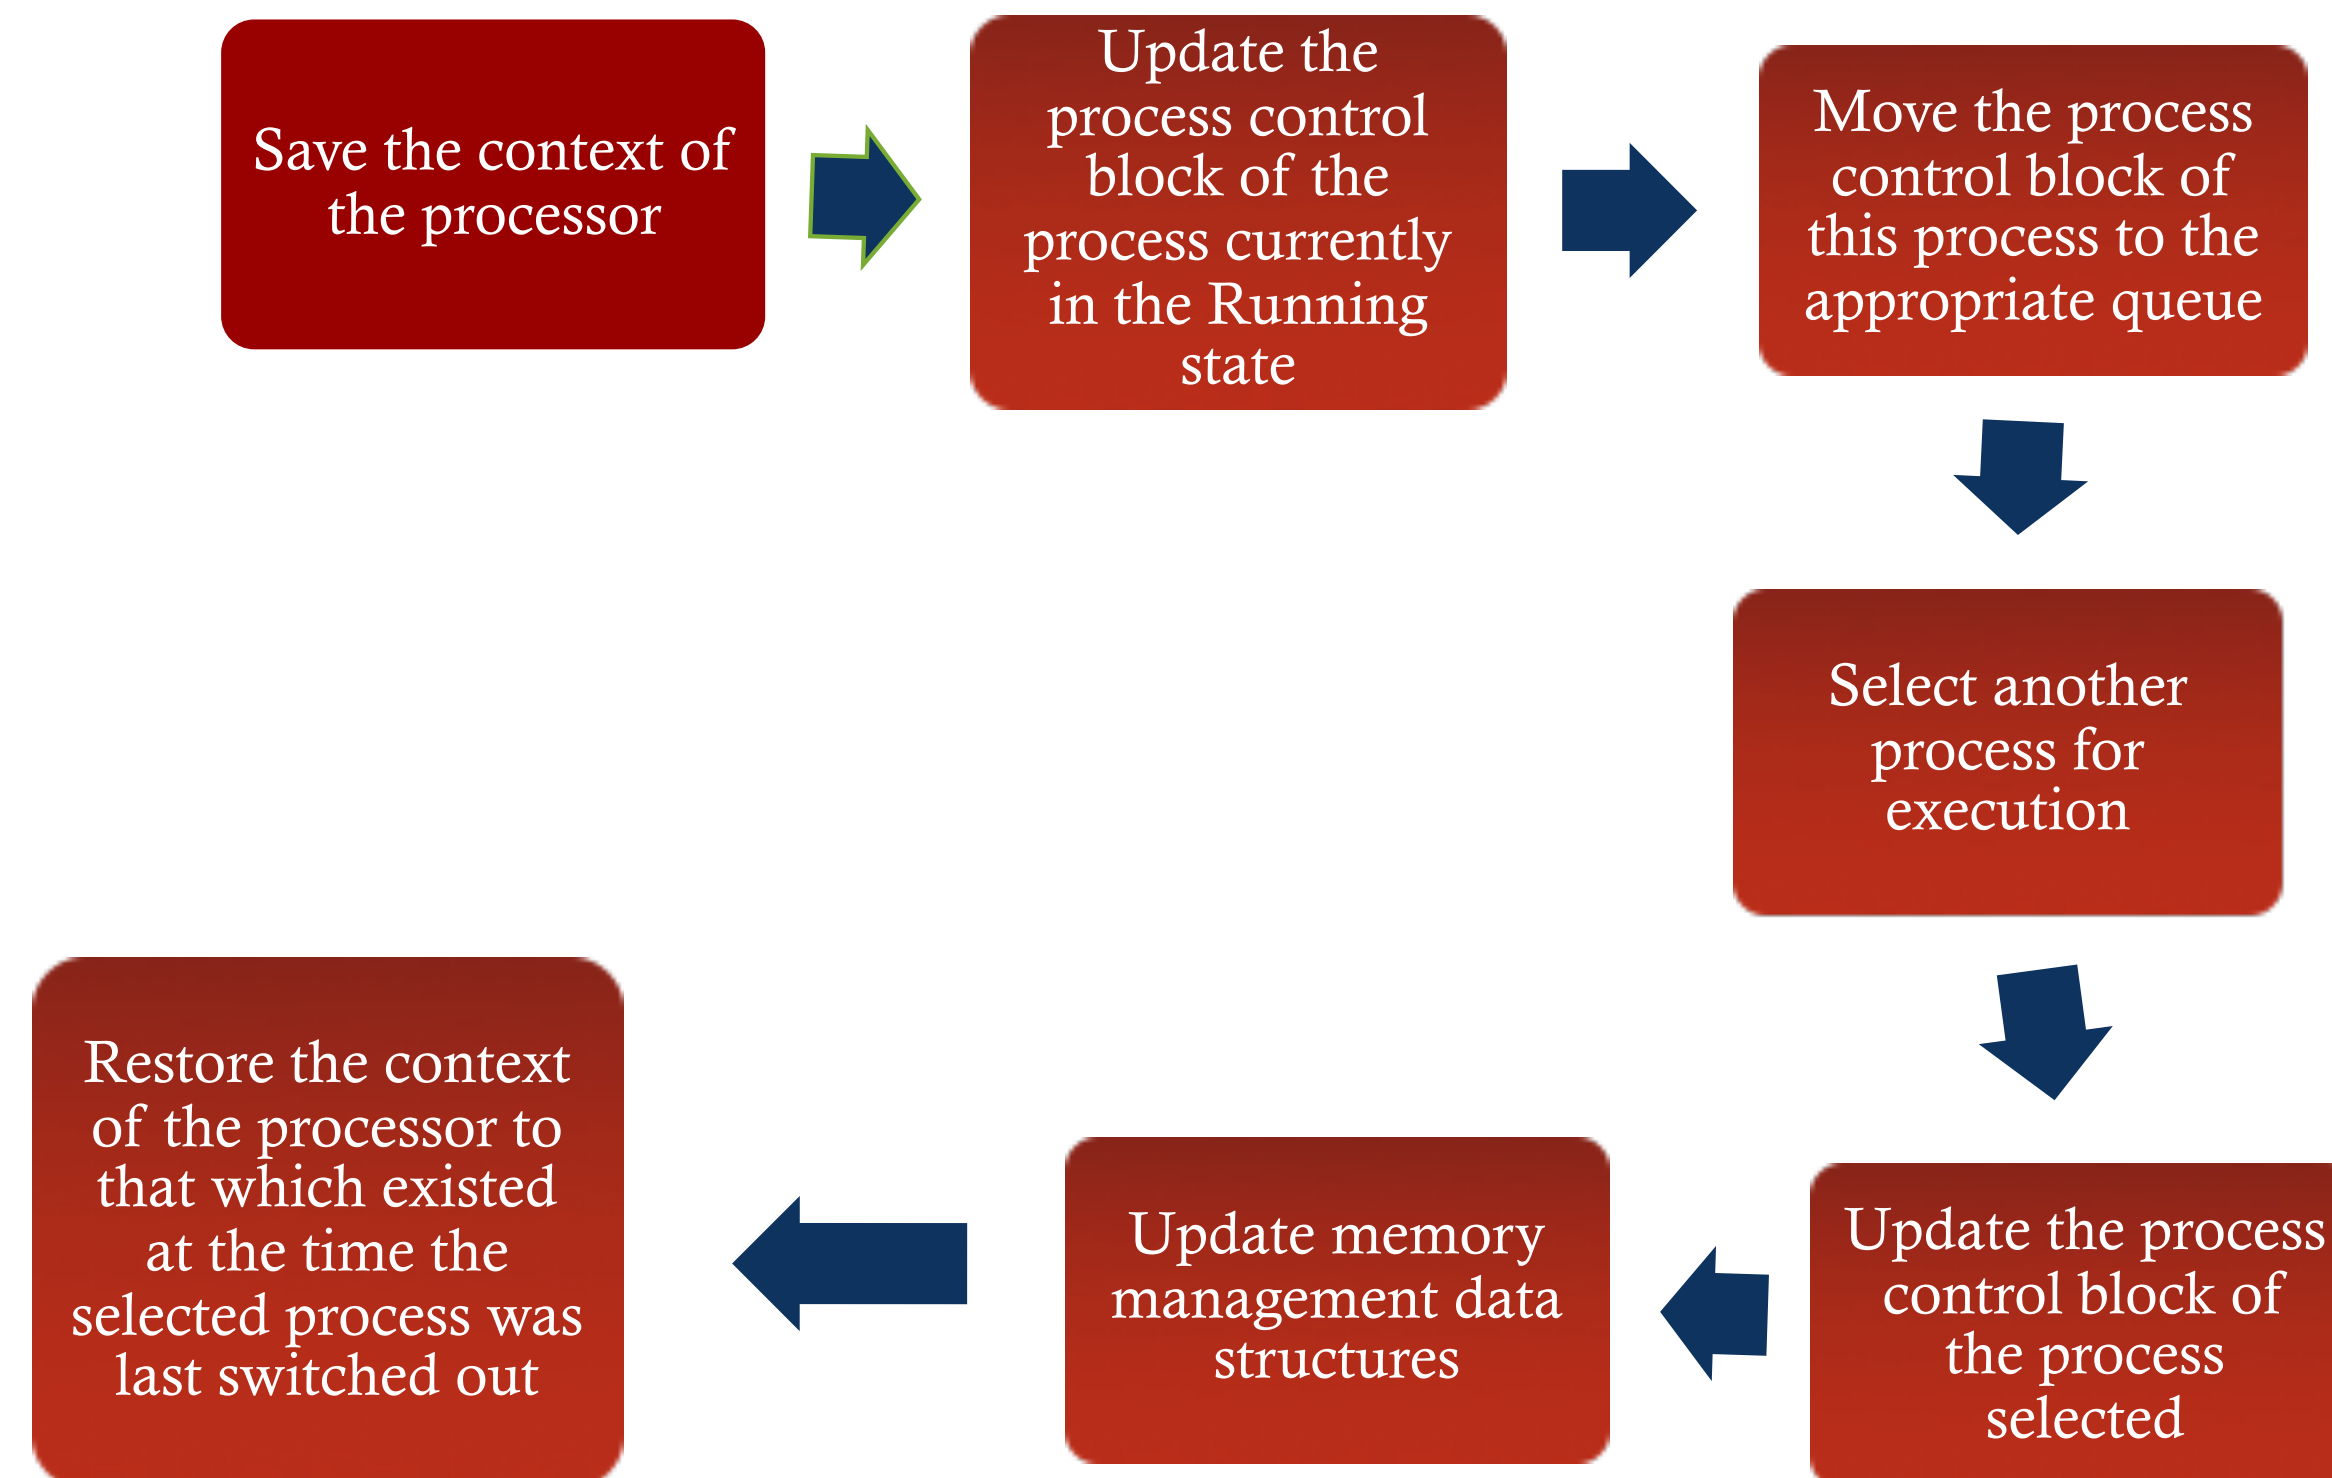 Save the context of
the processor
Update the
process control
block of the
process currently
in the Running
state
Move the process
control block of
this process to the
appropriate queue
Select another
process for
execution
Update the process
control block of
the process
selected
Update memory
management data
structures
Restore the context
of the processor to
that which existed
at the time the
selected process was
last switched out